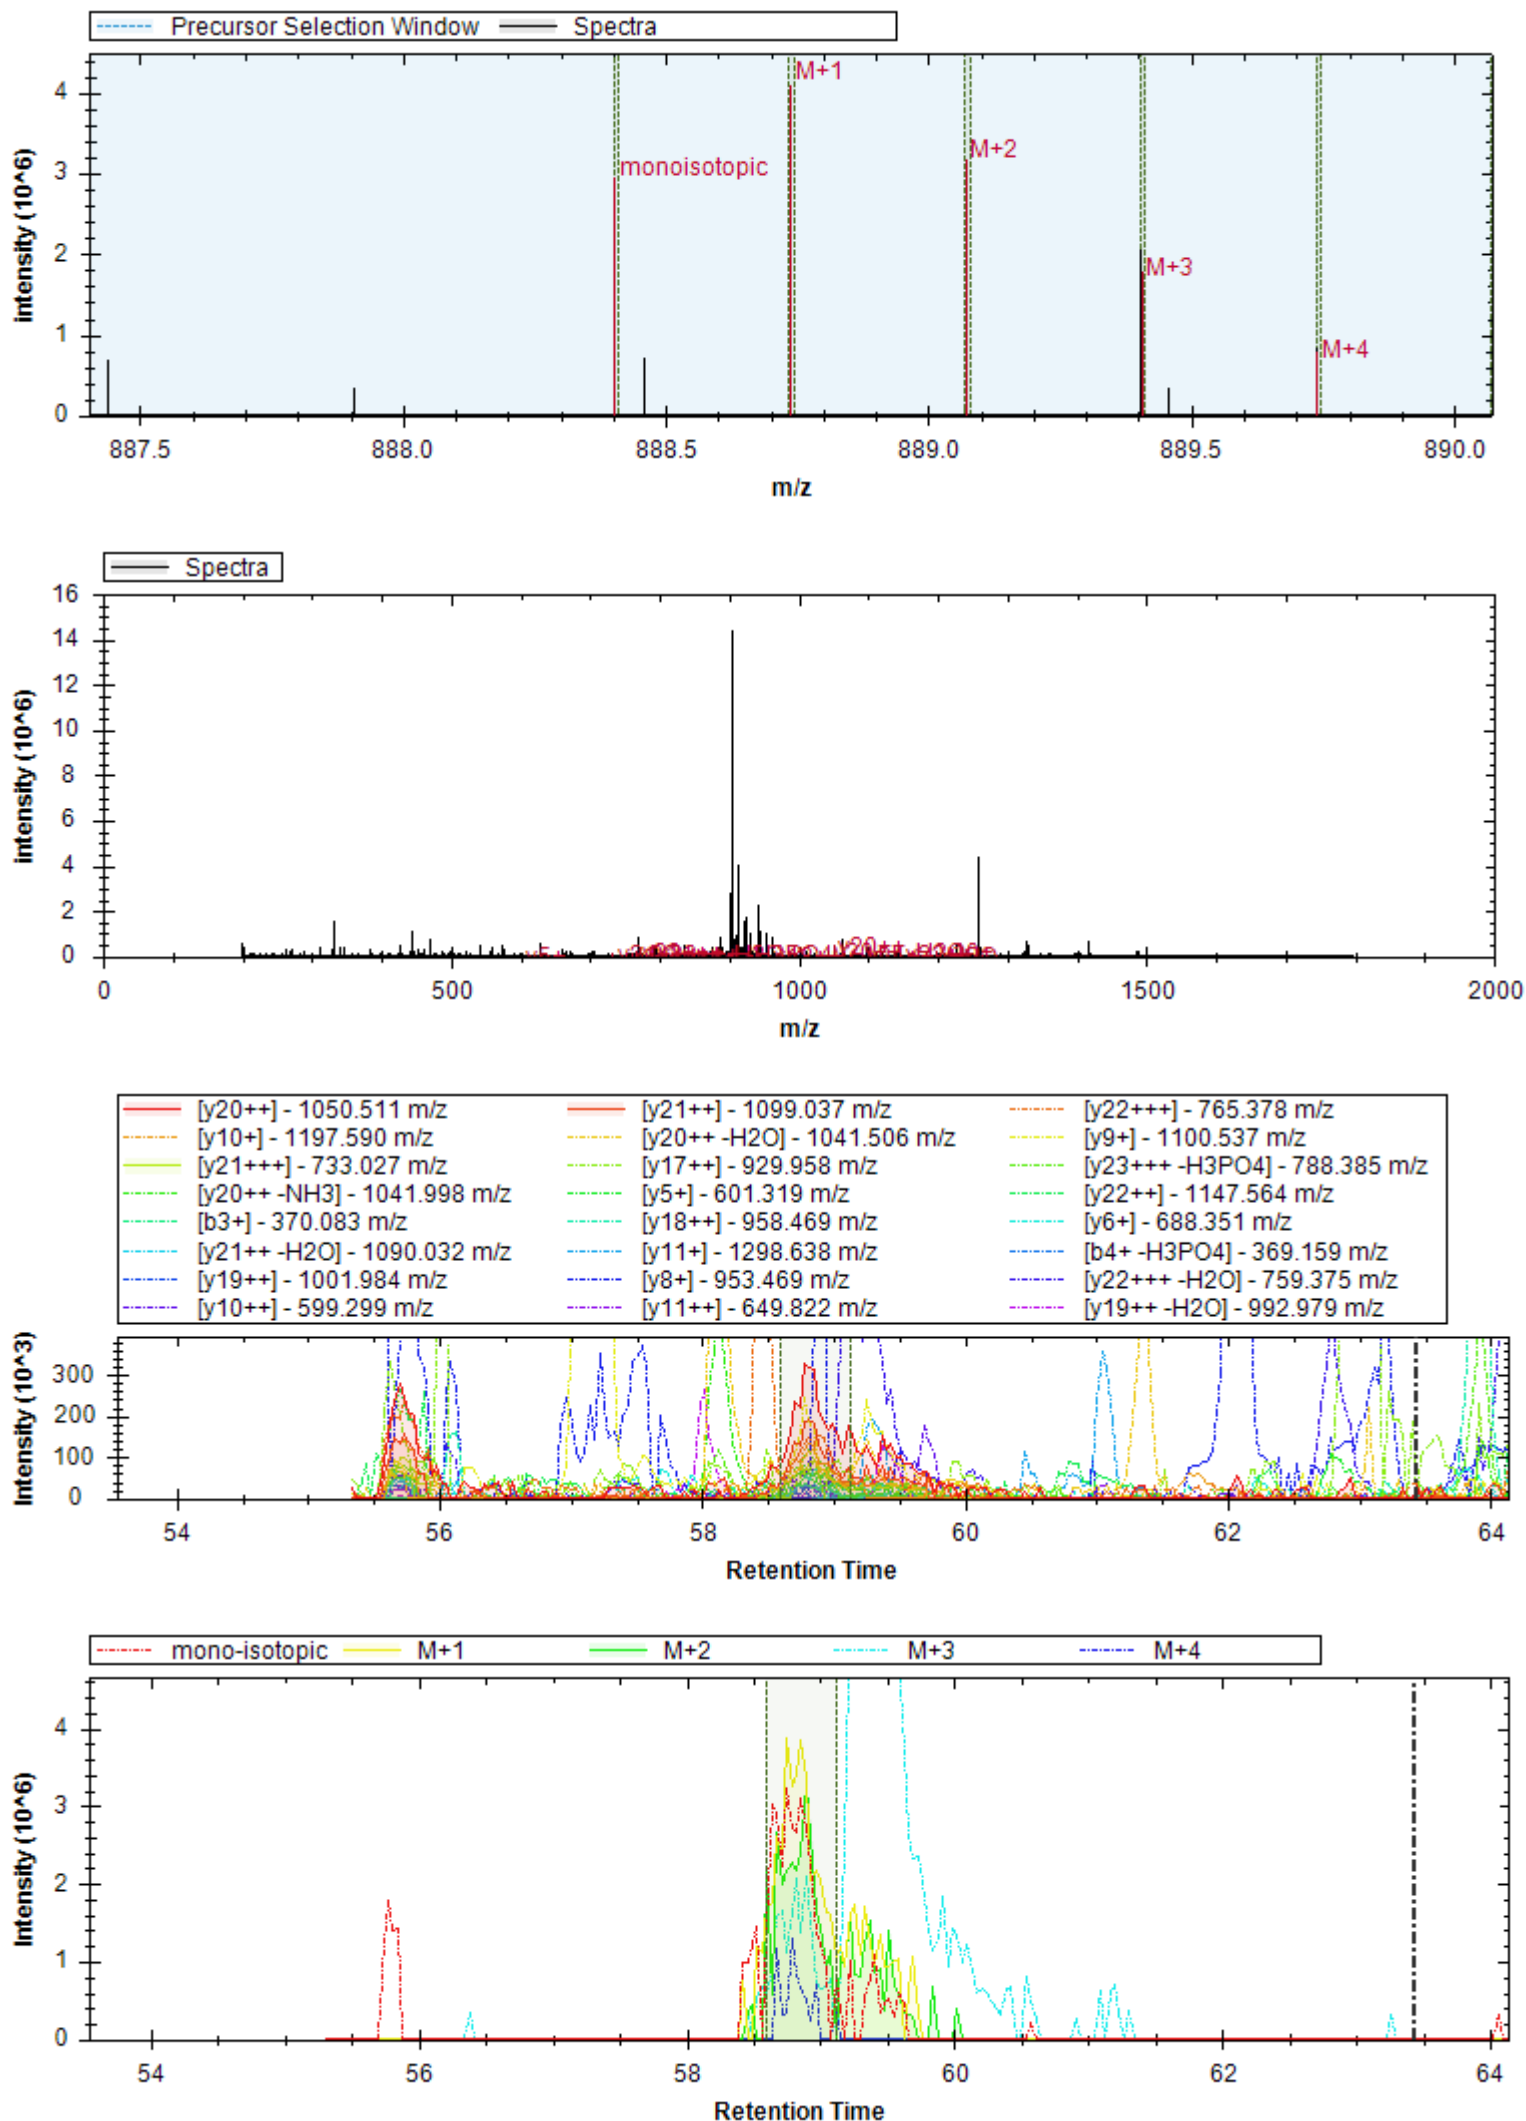 Precursor Selection Window Spectra
intensity (10^6)
4
3
2
1
0
M+1
M+2
monoisotopic
M+3
M+4
887.5 888.0 888.5 889.0 889.5 890.0
m/z
Spectra
intensity (10^6)
16
14
12
10
8
6
4
2
0
0 500 1000 1500 2000
m/z
[y20++] - 1050.511 m/z [y21++] - 1099.037 m/z [y22+++] - 765.378 m/z
[y10+] - 1197.590 m/z [y20++ -H2O] - 1041.506 m/z [y9+] - 1100.537 m/z
[y21+++] - 733.027 m/z [y17++] - 929.958 m/z [y23+++ -H3PO4] - 788.385 m/z
[y20++ -NH3] - 1041.998 m/z [y5+] - 601.319 m/z [y22++] - 1147.564 m/z
[b3+] - 370.083 m/z [y18++] - 958.469 m/z [y6+] - 688.351 m/z
[y21++ -H2O] - 1090.032 m/z [y11+] - 1298.638 m/z [b4+ -H3PO4] - 369.159 m/z
[y19++] - 1001.984 m/z [y8+] - 953.469 m/z [y22+++ -H2O] - 759.375 m/z
[y10++] - 599.299 m/z [y11++] - 649.822 m/z [y19++ -H2O] - 992.979 m/z
Intensity (10^3)
300
200
100
0
54 56 58 60 62 64
Retention Time
mono-isotopic M+1 M+2 M+3 M+4
Intensity (10^6)
4
3
2
1
0
54 56 58 60 62 64
Retention Time